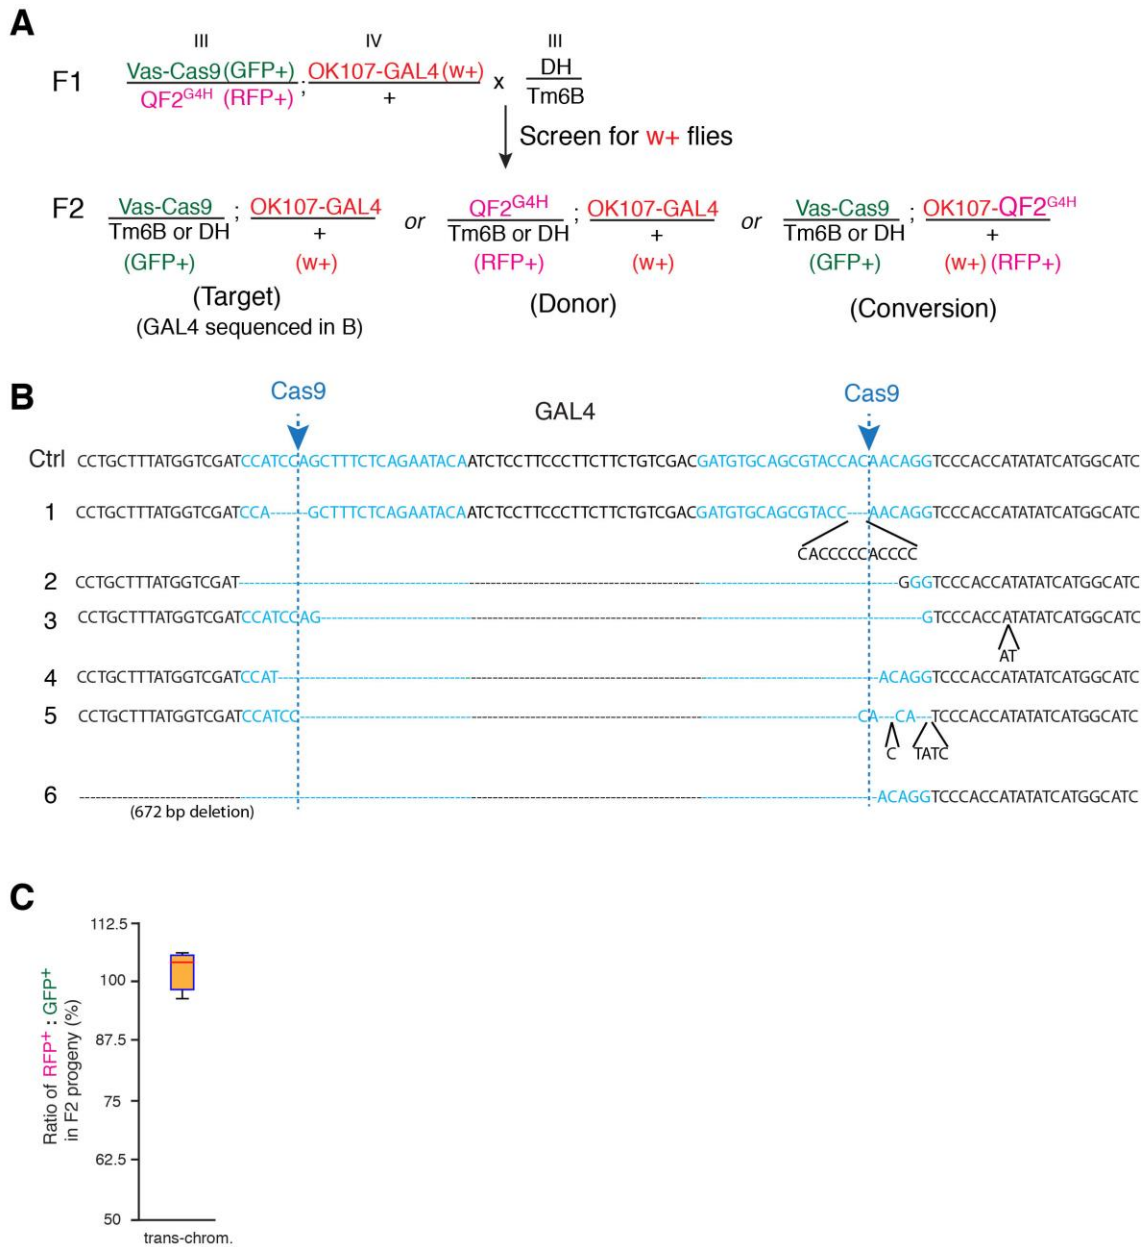 A
III IV III
F1 Vas-Cas9(GFP+) ; OK107-GAL4(w+) x DH
QF2G4H (RFP+) + Tm6B
Screen for w+ flies
F2 Vas-Cas9 ; OK107-GAL4 or QF2G4H ; OK107-GAL4 or Vas-Cas9 ; OK107-QF2G4H
Tm6B or DH + Tm6B or DH + Tm6B or DH +
(GFP+) (w+) (RFP+) (w+) (GFP+) (w+) (RFP+)
(Target) (Donor) (Conversion)
(GAL4 sequenced in B)
B
Cas9 GAL4 Cas9
Ctrl CCTGCTTTATGGTCGATCCATCCAGCTTTCTCAGAATACAATCTCCTTCCCTTCTTCTGTCGACGATGTGCAGCGTACCACAACAGGTCCCACCATATATCATGGCATC
1 CCTGCTTTATGGTCGATCCA----GCTTTCTCAGAATACAATCTCCTTCCCTTCTTCTGTCGACGATGTGCAGCGTACC--AACAGGTCCCACCATATATCATGGCATC
CACCCCCACCCC
2 CCTGCTTTATGGTCGAT----GGGTCCCACCATATATCATGGCATC
3 CCTGCTTTATGGTCGATCCATCCAG----GTCCCACCATATATCATGGCATC
AT
4 CCTGCTTTATGGTCGATCCAT----ACAGGTCCCACCATATATCATGGCATC
5 CCTGCTTTATGGTCGATCCATCC----CA--CA--TCCCACCATATATCATGGCATC
C TATC
6 ----ACAGGTCCCACCATATATCATGGCATC
(672 bp deletion)
C
Ratio of RFP+ : GFP+
in F2 progeny (%)
112.5
100
87.5
75
62.5
50
trans-chrom.